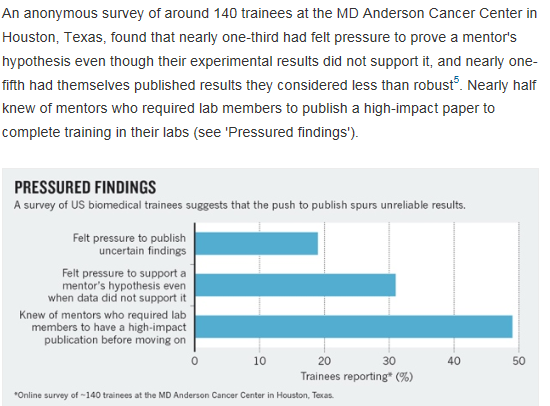 An anonymous survey of around 140 trainees at the MD Anderson Cancer Center in
Houston, Texas, found that nearly one-third had felt pressure to prove a mentor's
hypothesis even though their experimental results did not support it, and nearly one-
fifth had themselves published results they considered less than robust5. Nearly half
knew of mentors who required lab members to publish a high-impact paper to
complete training in their labs (see 'Pressured findings').
PRESSURED FINDINGS
A survey of US biomedical trainees suggests that the push to publish spurs unreliable results.
Felt pressure to publish
uncertain findings
Felt pressure to support a
mentor's hypothesis even
when data did not support it
Knew of mentors who required lab
members to have a high-impact
publication before moving on
0 10 20 30 40 50
Trainees reporting* (%)
*Online survey of ~140 trainees at the MD Anderson Cancer Center in Houston, Texas.